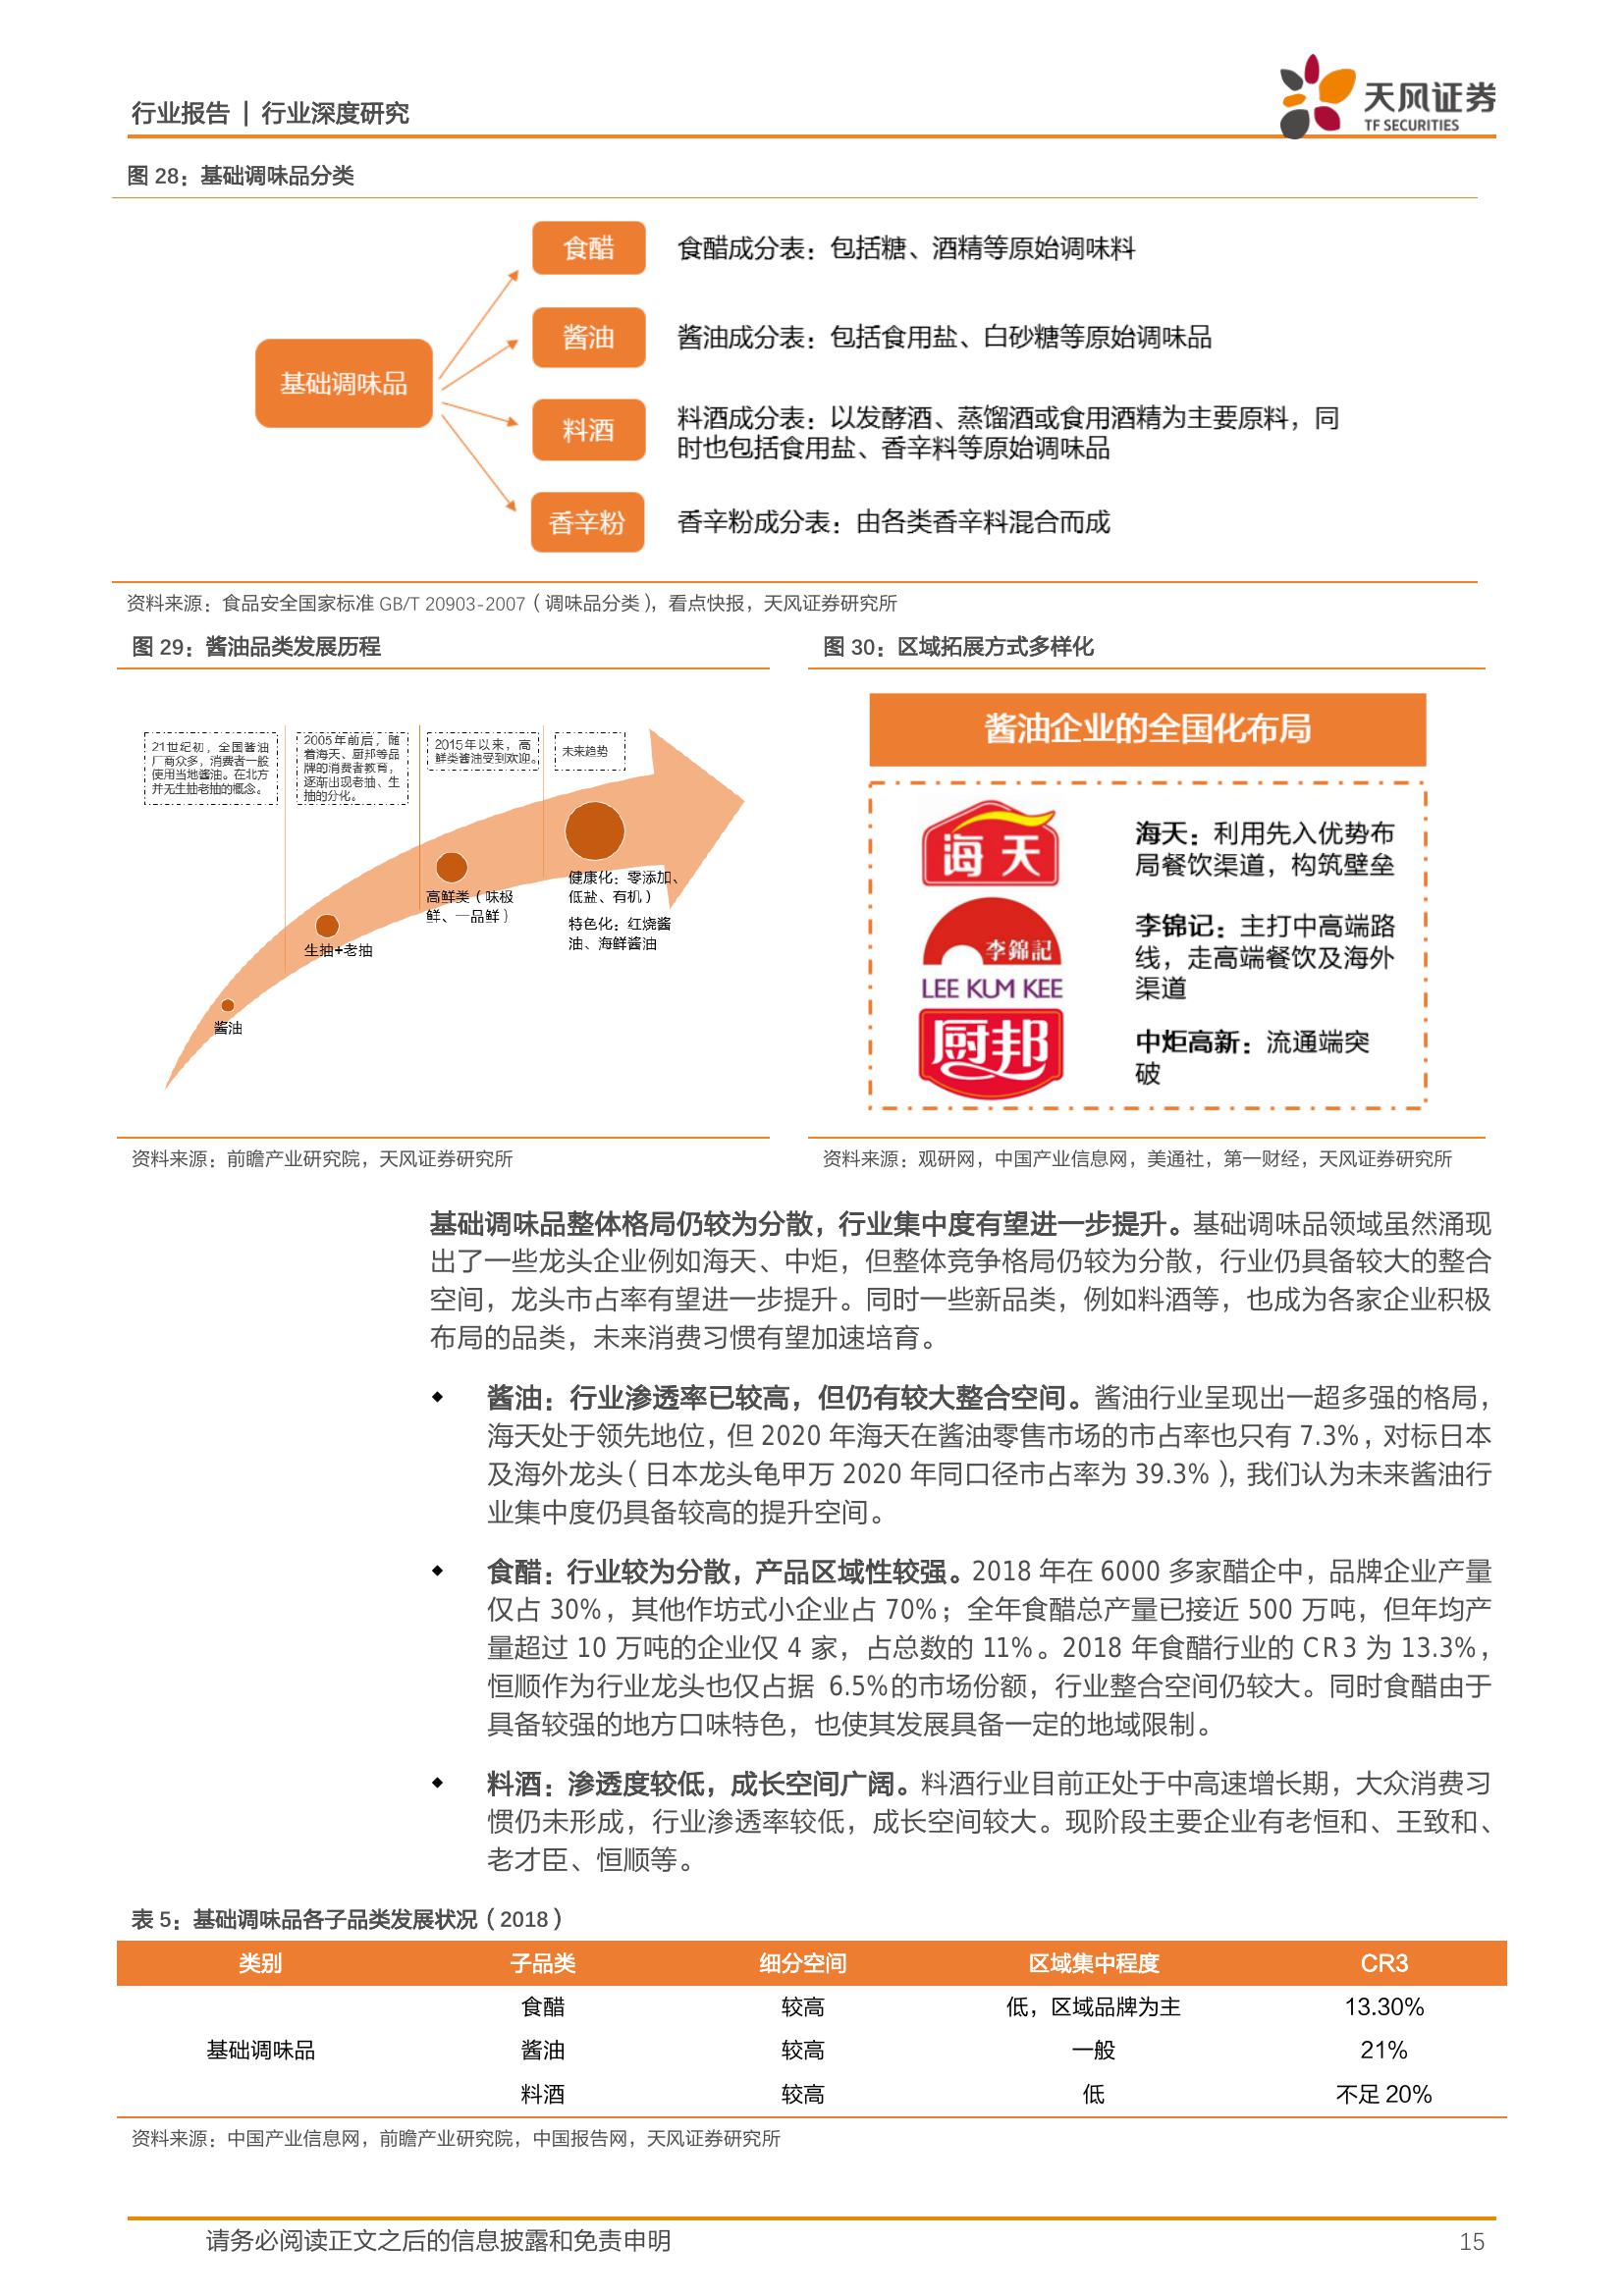 行业报告 | 行业深度研究
天风证券
TF SECURITIES
图 28：基础调味品分类
基础调味品
食醋
食醋成分表：包括糖、酒精等原始调味料
酱油
酱油成分表：包括食用盐、白砂糖等原始调味品
料酒
料酒成分表：以发酵酒、蒸馏酒或食用酒精为主要原料，同
时也包括食用盐、香辛料等原始调味品
香辛粉
香辛粉成分表：由各类香辛料混合而成
资料来源：食品安全国家标准 GB/T 20903-2007（调味品分类），看点快报，天风证券研究所
图 29：酱油品类发展历程
21世纪初，全国酱油
厂商众多，消费者一般
使用当地酱油。在北方
并无生抽老抽的概念。
2005年前后，随
着海天、厨邦等品
牌的消费者教育，
逐渐出现老抽、生
抽的分化。
2015年以来，高
鲜类酱油受到欢迎。
未来趋势
酱油
生抽+老抽
高鲜类（味极
鲜、一品鲜）
健康化：零添加、
低盐、有机）
特色化：红烧酱
油、海鲜酱油
资料来源：前瞻产业研究院，天风证券研究所
图 30：区域拓展方式多样化
酱油企业的全国化布局
海天
海天：利用先入优势布
局餐饮渠道，构筑壁垒
李錦記
LEE KUM KEE
李锦记：主打中高端路
线，走高端餐饮及海外
渠道
厨邦
中炬高新：流通端突
破
资料来源：观研网，中国产业信息网，美通社，第一财经，天风证券研究所
基础调味品整体格局仍较为分散，行业集中度有望进一步提升。基础调味品领域虽然涌现
出了一些龙头企业例如海天、中炬，但整体竞争格局仍较为分散，行业仍具备较大的整合
空间，龙头市占率有望进一步提升。同时一些新品类，例如料酒等，也成为各家企业积极
布局的品类，未来消费习惯有望加速培育。
◆ 酱油：行业渗透率已较高，但仍有较大整合空间。酱油行业呈现出一超多强的格局，
海天处于领先地位，但 2020 年海天在酱油零售市场的市占率也只有 7.3%，对标日本
及海外龙头（日本龙头龟甲万 2020 年同口径市占率为 39.3%），我们认为未来酱油行
业集中度仍具备较高的提升空间。
◆ 食醋：行业较为分散，产品区域性较强。2018 年在 6000 多家醋企中，品牌企业产量
仅占 30%，其他作坊式小企业占 70%；全年食醋总产量已接近 500 万吨，但年均产
量超过 10 万吨的企业仅 4 家，占总数的 11%。2018 年食醋行业的 CR3 为 13.3%，
恒顺作为行业龙头也仅占据 6.5%的市场份额，行业整合空间仍较大。同时食醋由于
具备较强的地方口味特色，也使其发展具备一定的地域限制。
◆ 料酒：渗透度较低，成长空间广阔。料酒行业目前正处于中高速增长期，大众消费习
惯仍未形成，行业渗透率较低，成长空间较大。现阶段主要企业有老恒和、王致和、
老才臣、恒顺等。
表 5：基础调味品各子品类发展状况（2018）
类别 子品类 细分空间 区域集中程度 CR3
食醋 较高 低，区域品牌为主 13.30%
基础调味品 酱油 较高 一般 21%
料酒 较高 低 不足 20%
资料来源：中国产业信息网，前瞻产业研究院，中国报告网，天风证券研究所
请务必阅读正文之后的信息披露和免责申明 15